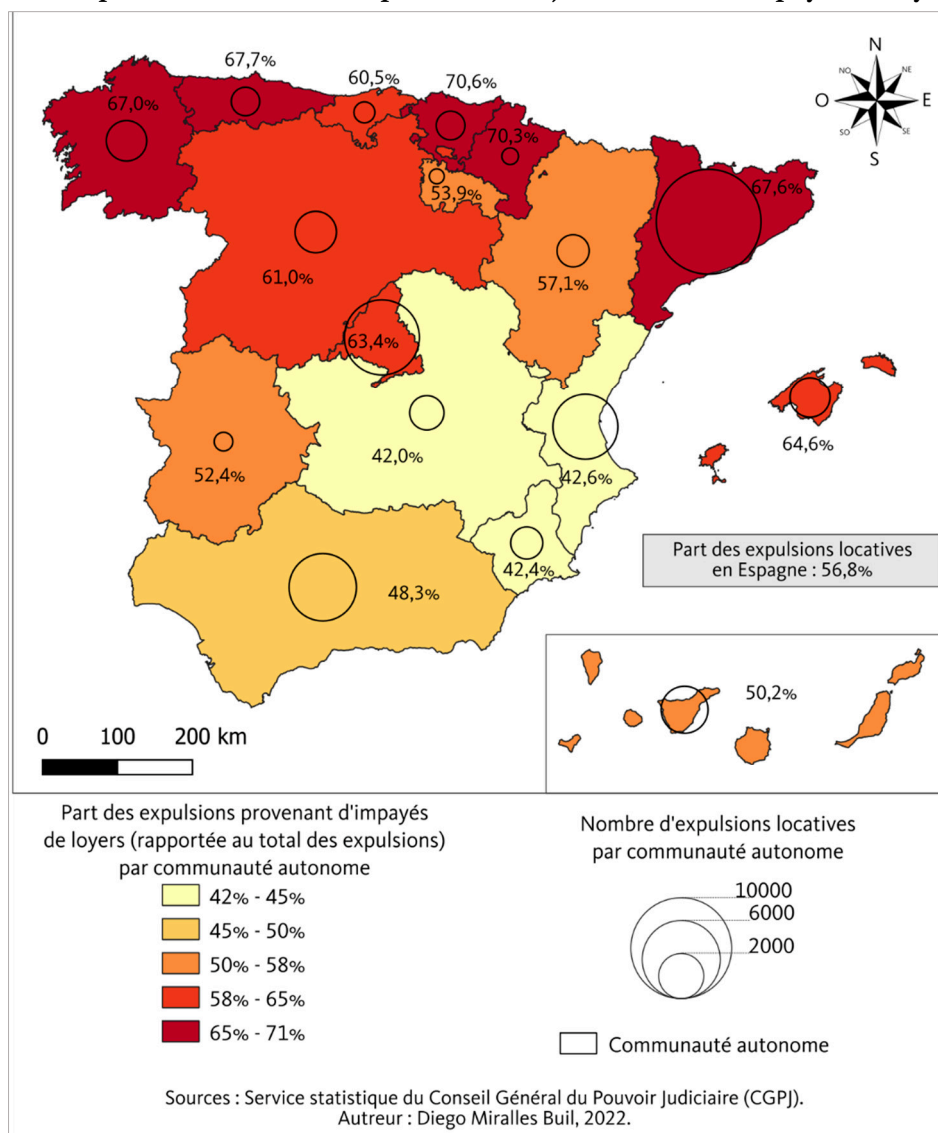 N
NO
NE
O
E
SO
SE
S
67,7%
60,5%
70,6%
67,0%
70,3%
53,9%
67,6%
61,0%
57,1%
63,4%
64,6%
52,4%
42,0%
42,6%
42,4%
48,3%
Part des expulsions locatives
en Espagne : 56,8%
50,2%
0 100 200 km
Part des expulsions provenant d'impayés
de loyers (rapportée au total des expulsions)
par communauté autonome
42% - 45%
45% - 50%
50% - 58%
58% - 65%
65% - 71%
Nombre d'expulsions locatives
par communauté autonome
10000
6000
2000
Communauté autonome
Sources : Service statistique du Conseil Général du Pouvoir Judiciaire (CGPJ).
Autreur : Diego Miralles Buil, 2022.